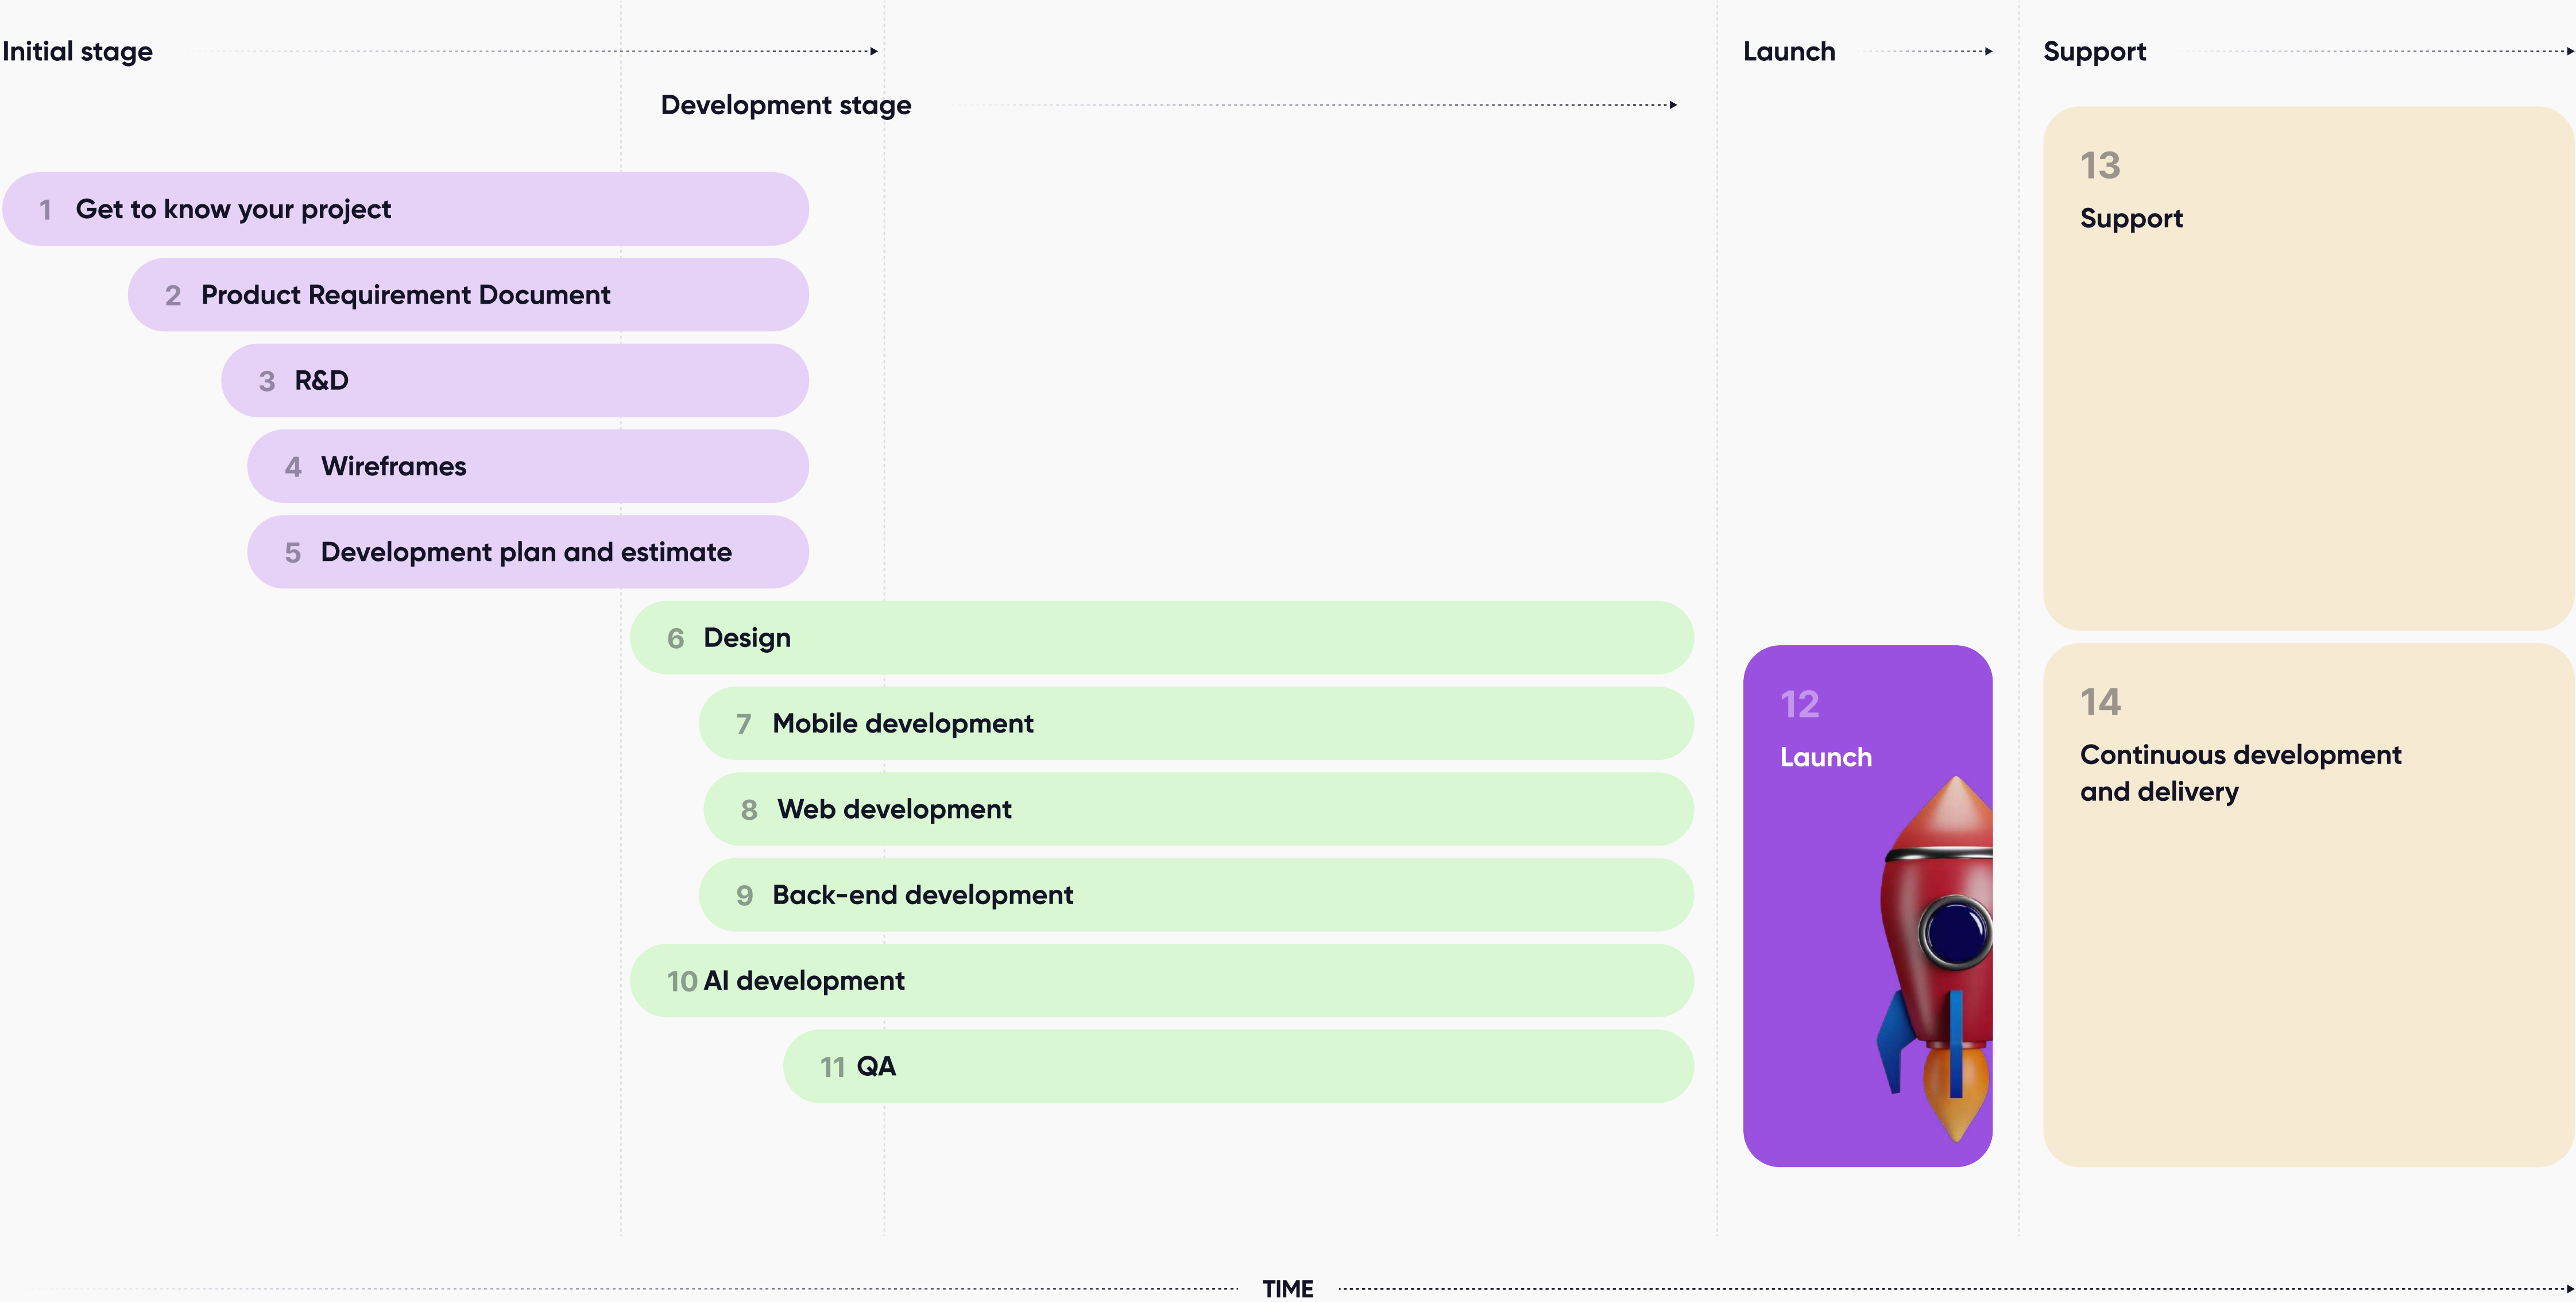 Initial stage
Development stage
Launch
Support
1 Get to know your project
2 Product Requirement Document
3 R&D
4 Wireframes
5 Development plan and estimate
6 Design
7 Mobile development
8 Web development
9 Back-end development
10 AI development
11 QA
12
Launch
13
Support
14
Continuous development
and delivery
TIME